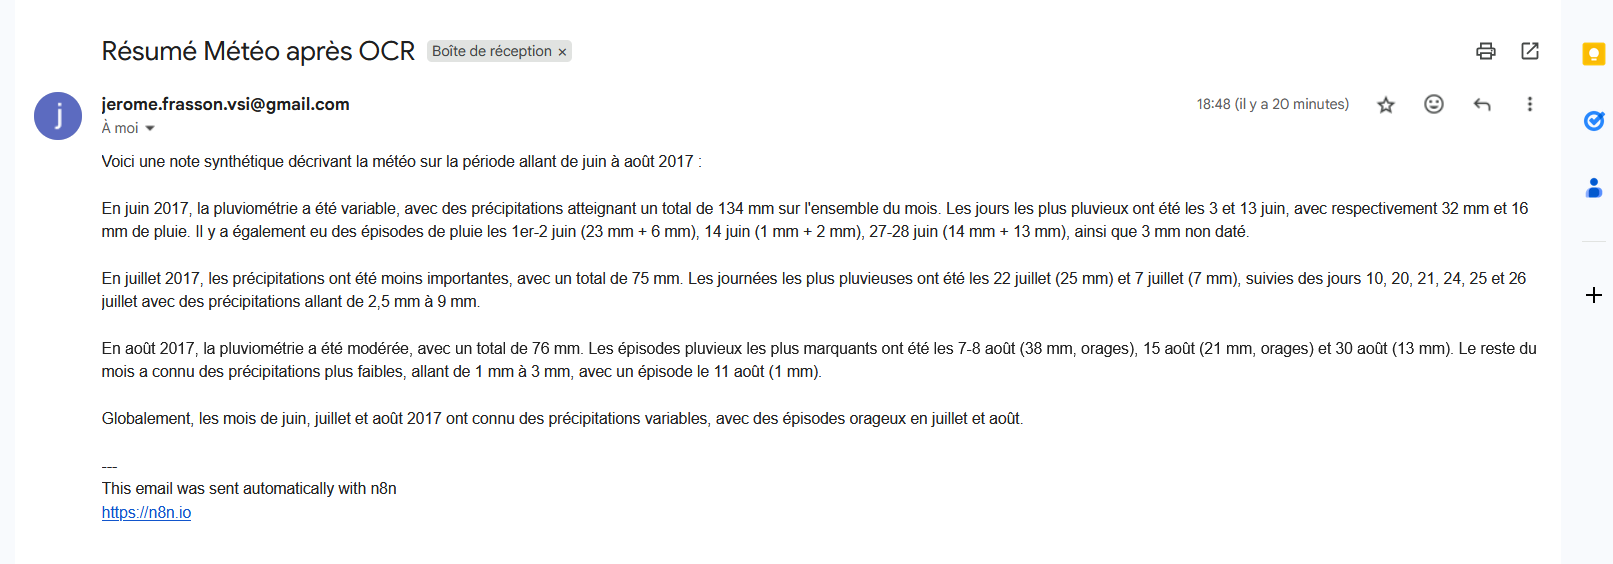 Résumé Météo après OCR Boîte de réception ×
j
jerome.frasson.vsi@gmail.com
18:48 (il y a 20 minutes)
À moi
Voici une note synthétique décrivant la météo sur la période allant de juin à août 2017 :
En juin 2017, la pluviométrie a été variable, avec des précipitations atteignant un total de 134 mm sur l'ensemble du mois. Les jours les plus pluvieux ont été les 3 et 13 juin, avec respectivement 32 mm et 16
mm de pluie. Il y a également eu des épisodes de pluie les 1er-2 juin (23 mm + 6 mm), 14 juin (1 mm + 2 mm), 27-28 juin (14 mm + 13 mm), ainsi que 3 mm non daté.
En juillet 2017, les précipitations ont été moins importantes, avec un total de 75 mm. Les journées les plus pluvieuses ont été les 22 juillet (25 mm) et 7 juillet (7 mm), suivies des jours 10, 20, 21, 24, 25 et 26
juillet avec des précipitations allant de 2,5 mm à 9 mm.
En août 2017, la pluviométrie a été modérée, avec un total de 76 mm. Les épisodes pluvieux les plus marquants ont été les 7-8 août (38 mm, orages), 15 août (21 mm, orages) et 30 août (13 mm). Le reste du
mois a connu des précipitations plus faibles, allant de 1 mm à 3 mm, avec un épisode le 11 août (1 mm).
Globalement, les mois de juin, juillet et août 2017 ont connu des précipitations variables, avec des épisodes orageux en juillet et août.
---
This email was sent automatically with n8n
https://n8n.io